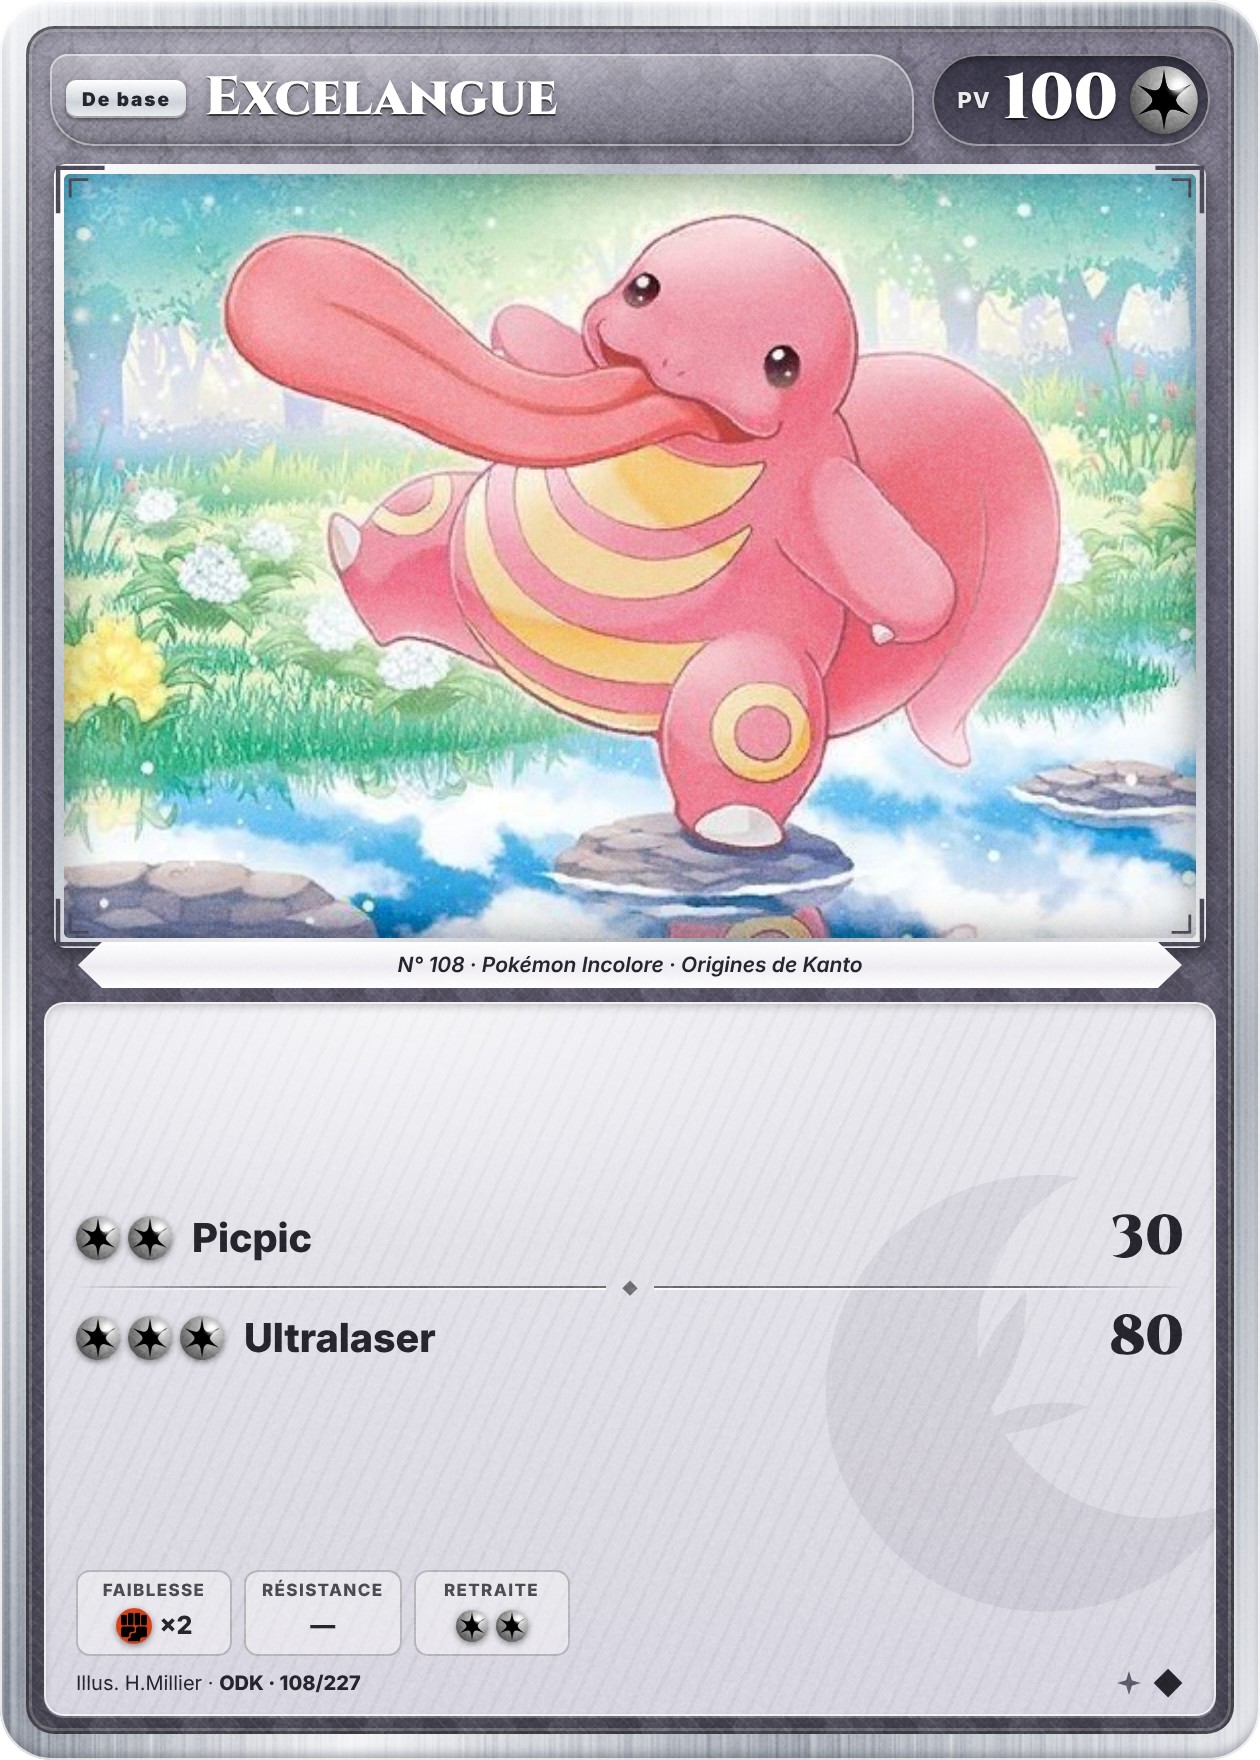 De base EXCELANGUE PV 100
N° 108 · Pokémon Incolore · Origines de Kanto
Picpic 30
Ultralaser 80
FAIBLESSE RÉSISTANCE RETRAITE
×2 —
Illus. H.Millier · ODK · 108/227